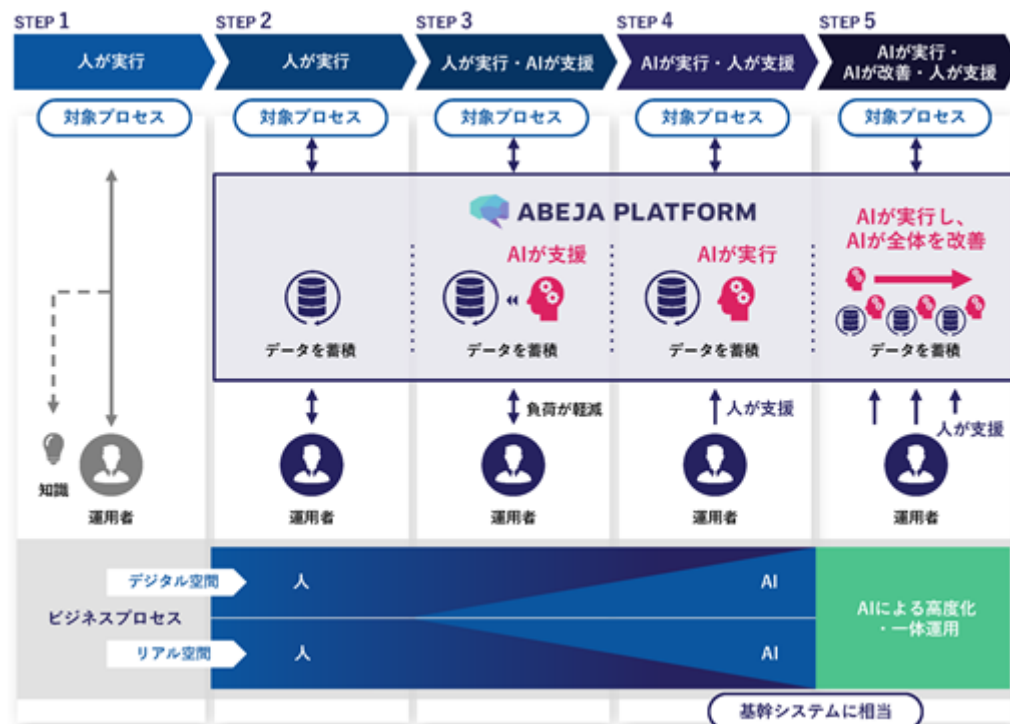 STEP 1
STEP 2
STEP 3
STEP 4
STEP 5
人が実行
人が実行
人が実行・AIが支援
AIが実行・人が支援
AIが実行・
AIが改善・人が支援
対象プロセス
対象プロセス
対象プロセス
対象プロセス
対象プロセス
ABEJA PLATFORM
AIが支援
AIが実行
AIが実行し、
AIが全体を改善
データを蓄積
データを蓄積
データを蓄積
データを蓄積
負荷が軽減
人が支援
人が支援
知識
運用者
運用者
運用者
運用者
運用者
ビジネスプロセス
デジタル空間
人
AI
リアル空間
人
AI
AIによる高度化
・一体運用
基幹システムに相当